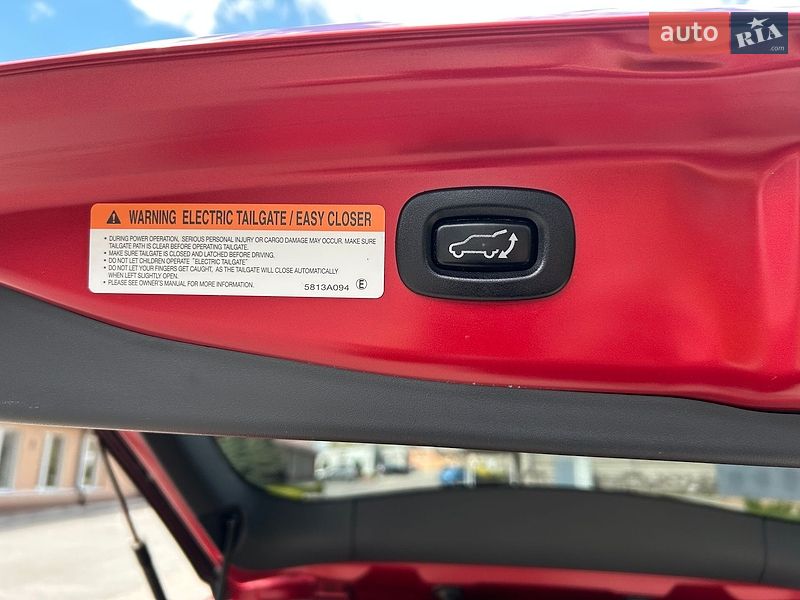 auto RIA
.com
WARNING ELECTRIC TAILGATE / EASY CLOSER
• DURING POWER OPERATION, SERIOUS PERSONAL INJURY OR CARGO DAMAGE MAY OCCUR. MAKE SURE
TAILGATE PATH IS CLEAR BEFORE OPERATING TAILGATE.
• MAKE SURE TAILGATE IS CLOSED AND LATCHED BEFORE DRIVING.
• DO NOT LET CHILDREN OPERATE "ELECTRIC TAILGATE"
• DO NOT LET YOUR FINGERS GET CAUGHT, AS THE TAILGATE WILL CLOSE AUTOMATICALLY
WHEN LEFT SLIGHTLY OPEN.
• PLEASE SEE OWNER'S MANUAL FOR MORE INFORMATION.
5813A094 Ⓔ